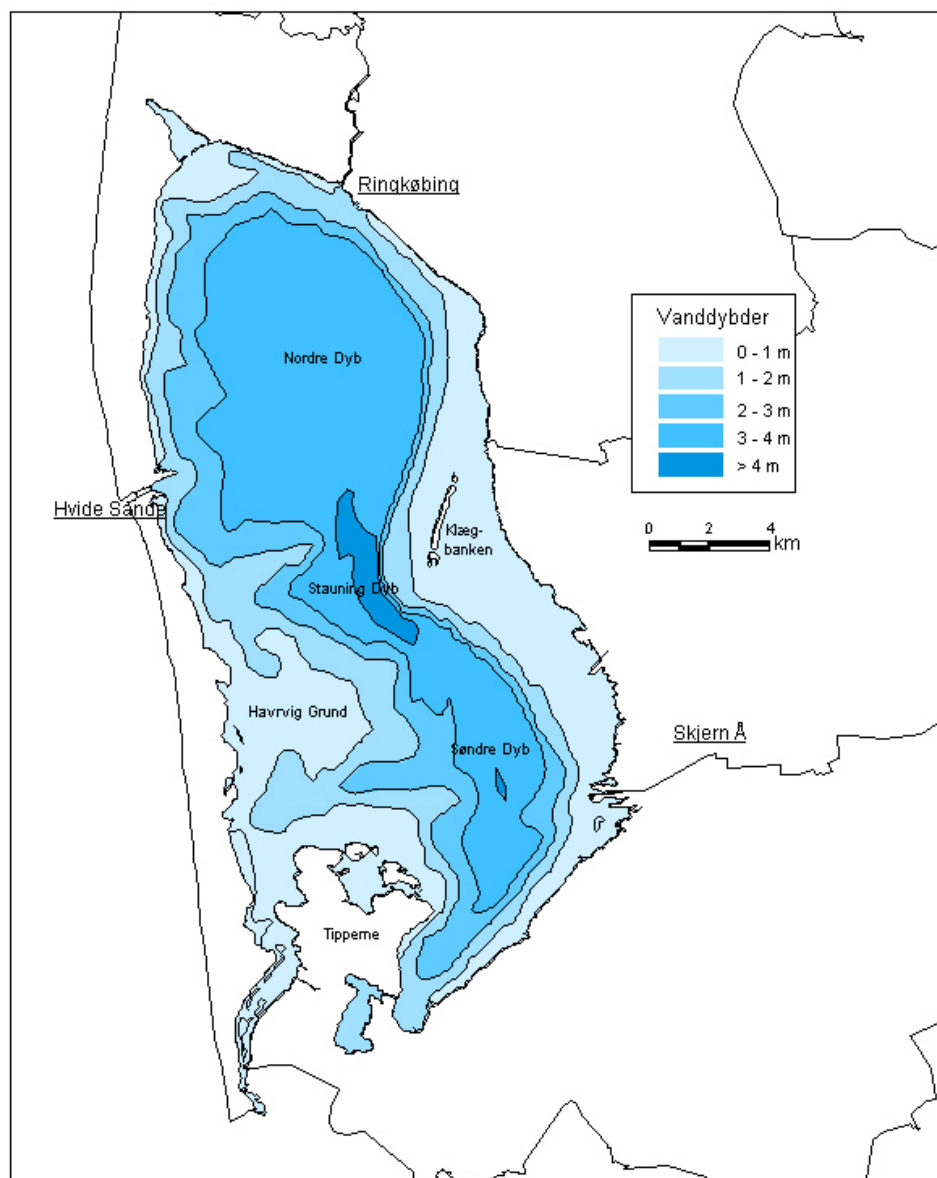 Ringkøbing
Vanddybder
0 - 1 m
1 - 2 m
2 - 3 m
3 - 4 m
> 4 m
Nordre Dyb
Hvide Sande
Klæg-
banken
0 2 4
km
Stauning Dyb
Havrvig Grund
Søndre Dyb
Skjern Å
Tipperne